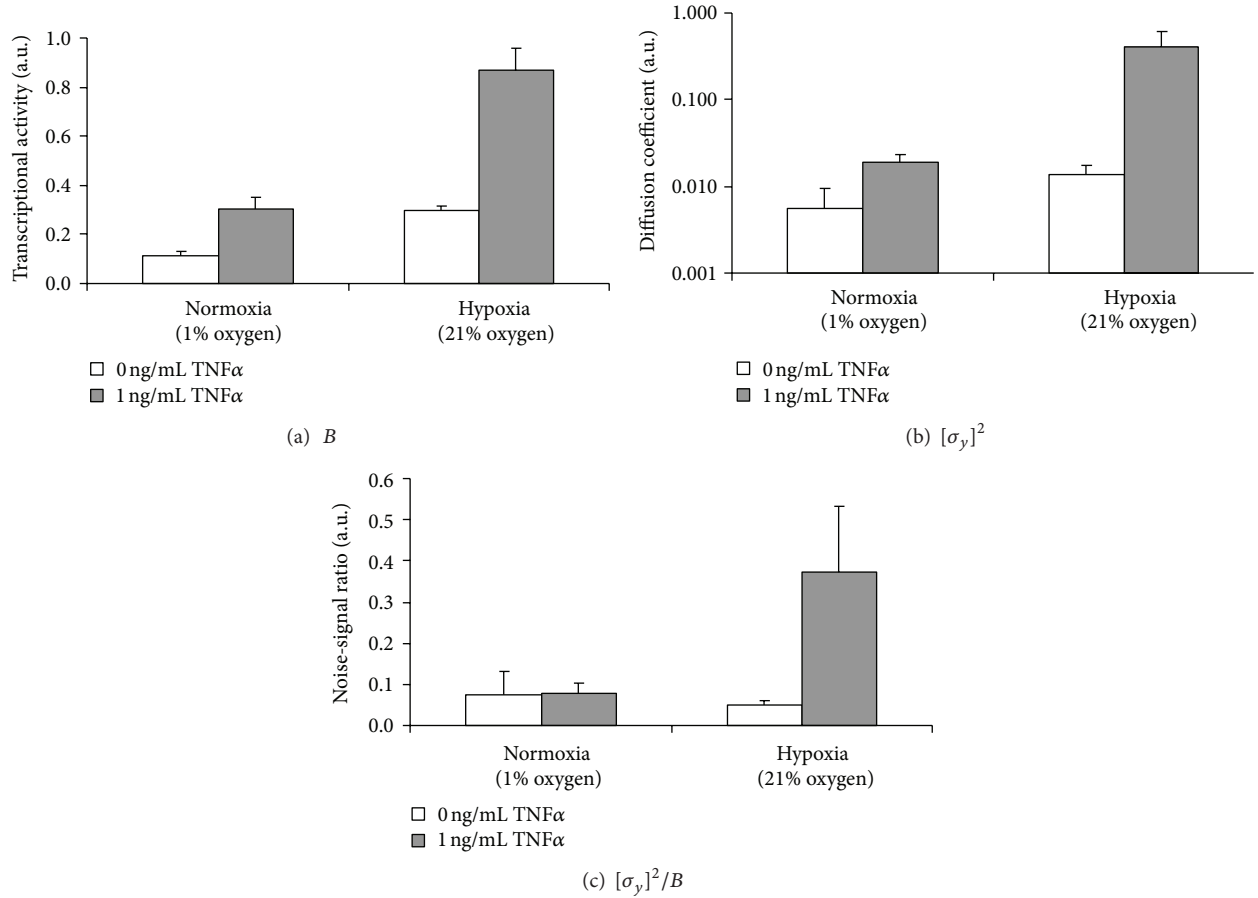 1.0
0.8
0.6
0.4
0.2
0.0
Transcriptional activity (a.u.)
Normoxia
(1% oxygen)
Hypoxia
(21% oxygen)
0 ng/mL TNFα
1 ng/mL TNFα
(a) B
1.000
0.100
0.010
0.001
Diffusion coefficient (a.u.)
Normoxia
(1% oxygen)
Hypoxia
(21% oxygen)
0 ng/mL TNFα
1 ng/mL TNFα
(b) [σ_y]^2
0.6
0.5
0.4
0.3
0.2
0.1
0.0
Noise-signal ratio (a.u.)
Normoxia
(1% oxygen)
Hypoxia
(21% oxygen)
0 ng/mL TNFα
1 ng/mL TNFα
(c) [σ_y]^2/B